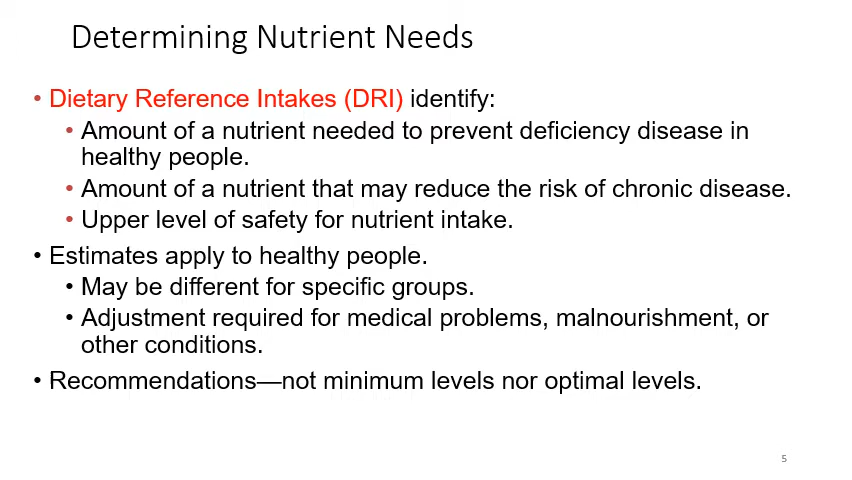 Determining Nutrient Needs
• Dietary Reference Intakes (DRI) identify:
• Amount of a nutrient needed to prevent deficiency disease in
healthy people.
• Amount of a nutrient that may reduce the risk of chronic disease.
• Upper level of safety for nutrient intake.
• Estimates apply to healthy people.
• May be different for specific groups.
• Adjustment required for medical problems, malnourishment, or
other conditions.
• Recommendations—not minimum levels nor optimal levels.
5